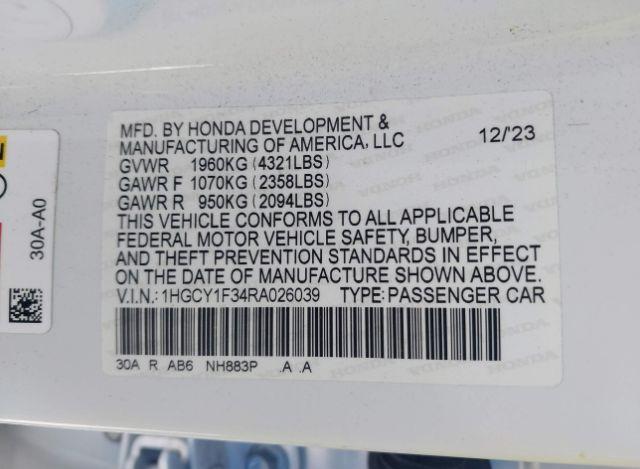 MFD. BY HONDA DEVELOPMENT &
MANUFACTURING OF AMERICA, LLC 12/'23
GVWR 1960KG (4321LBS)
GAWR F 1070KG (2358LBS)
GAWR R 950KG (2094LBS)
THIS VEHICLE CONFORMS TO ALL APPLICABLE
FEDERAL MOTOR VEHICLE SAFETY, BUMPER,
AND THEFT PREVENTION STANDARDS IN EFFECT
ON THE DATE OF MANUFACTURE SHOWN ABOVE.
V.I.N.: 1HGCY1F34RA026039 TYPE: PASSENGER CAR
30A R AB6 NH883P .A .A
30A-A0